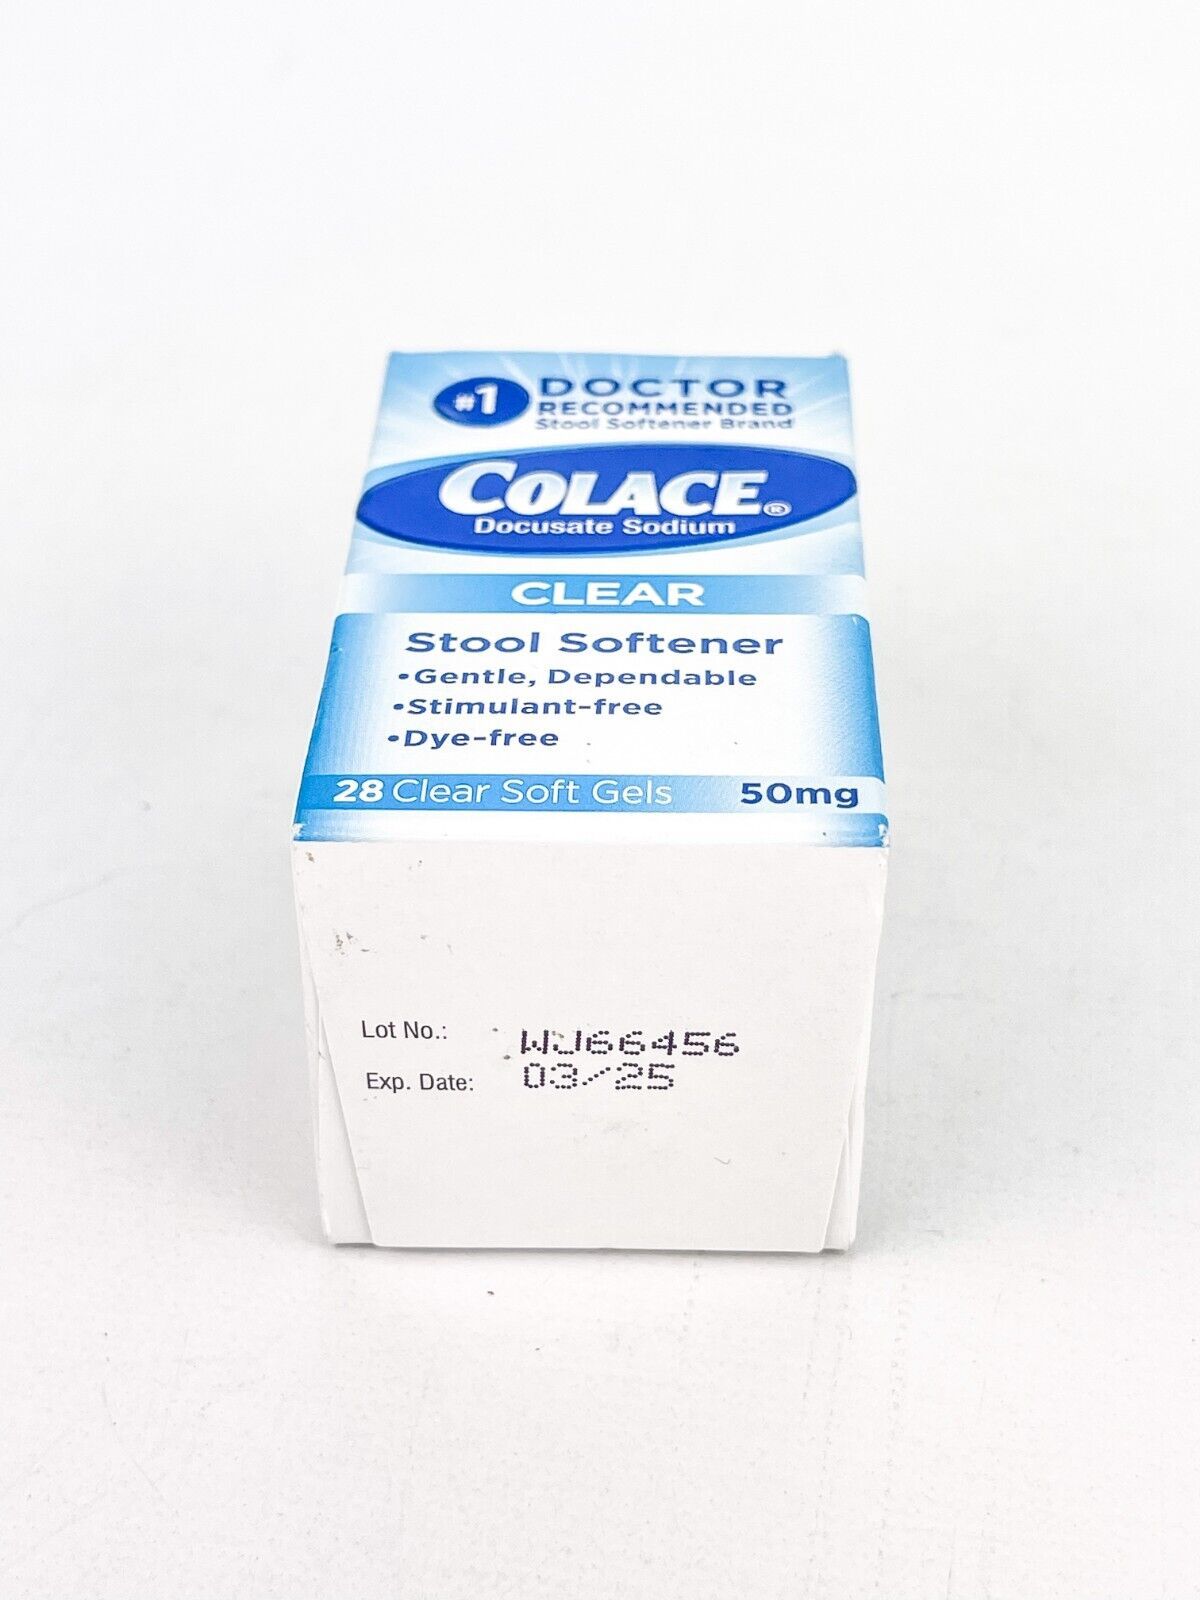 #1 DOCTOR
RECOMMENDED
Stool Softener Brand
COLACE®
Docusate Sodium
CLEAR
Stool Softener
•Gentle, Dependable
•Stimulant-free
•Dye-free
28 Clear Soft Gels 50mg
Lot No.: WJ66456
Exp. Date: 03/25